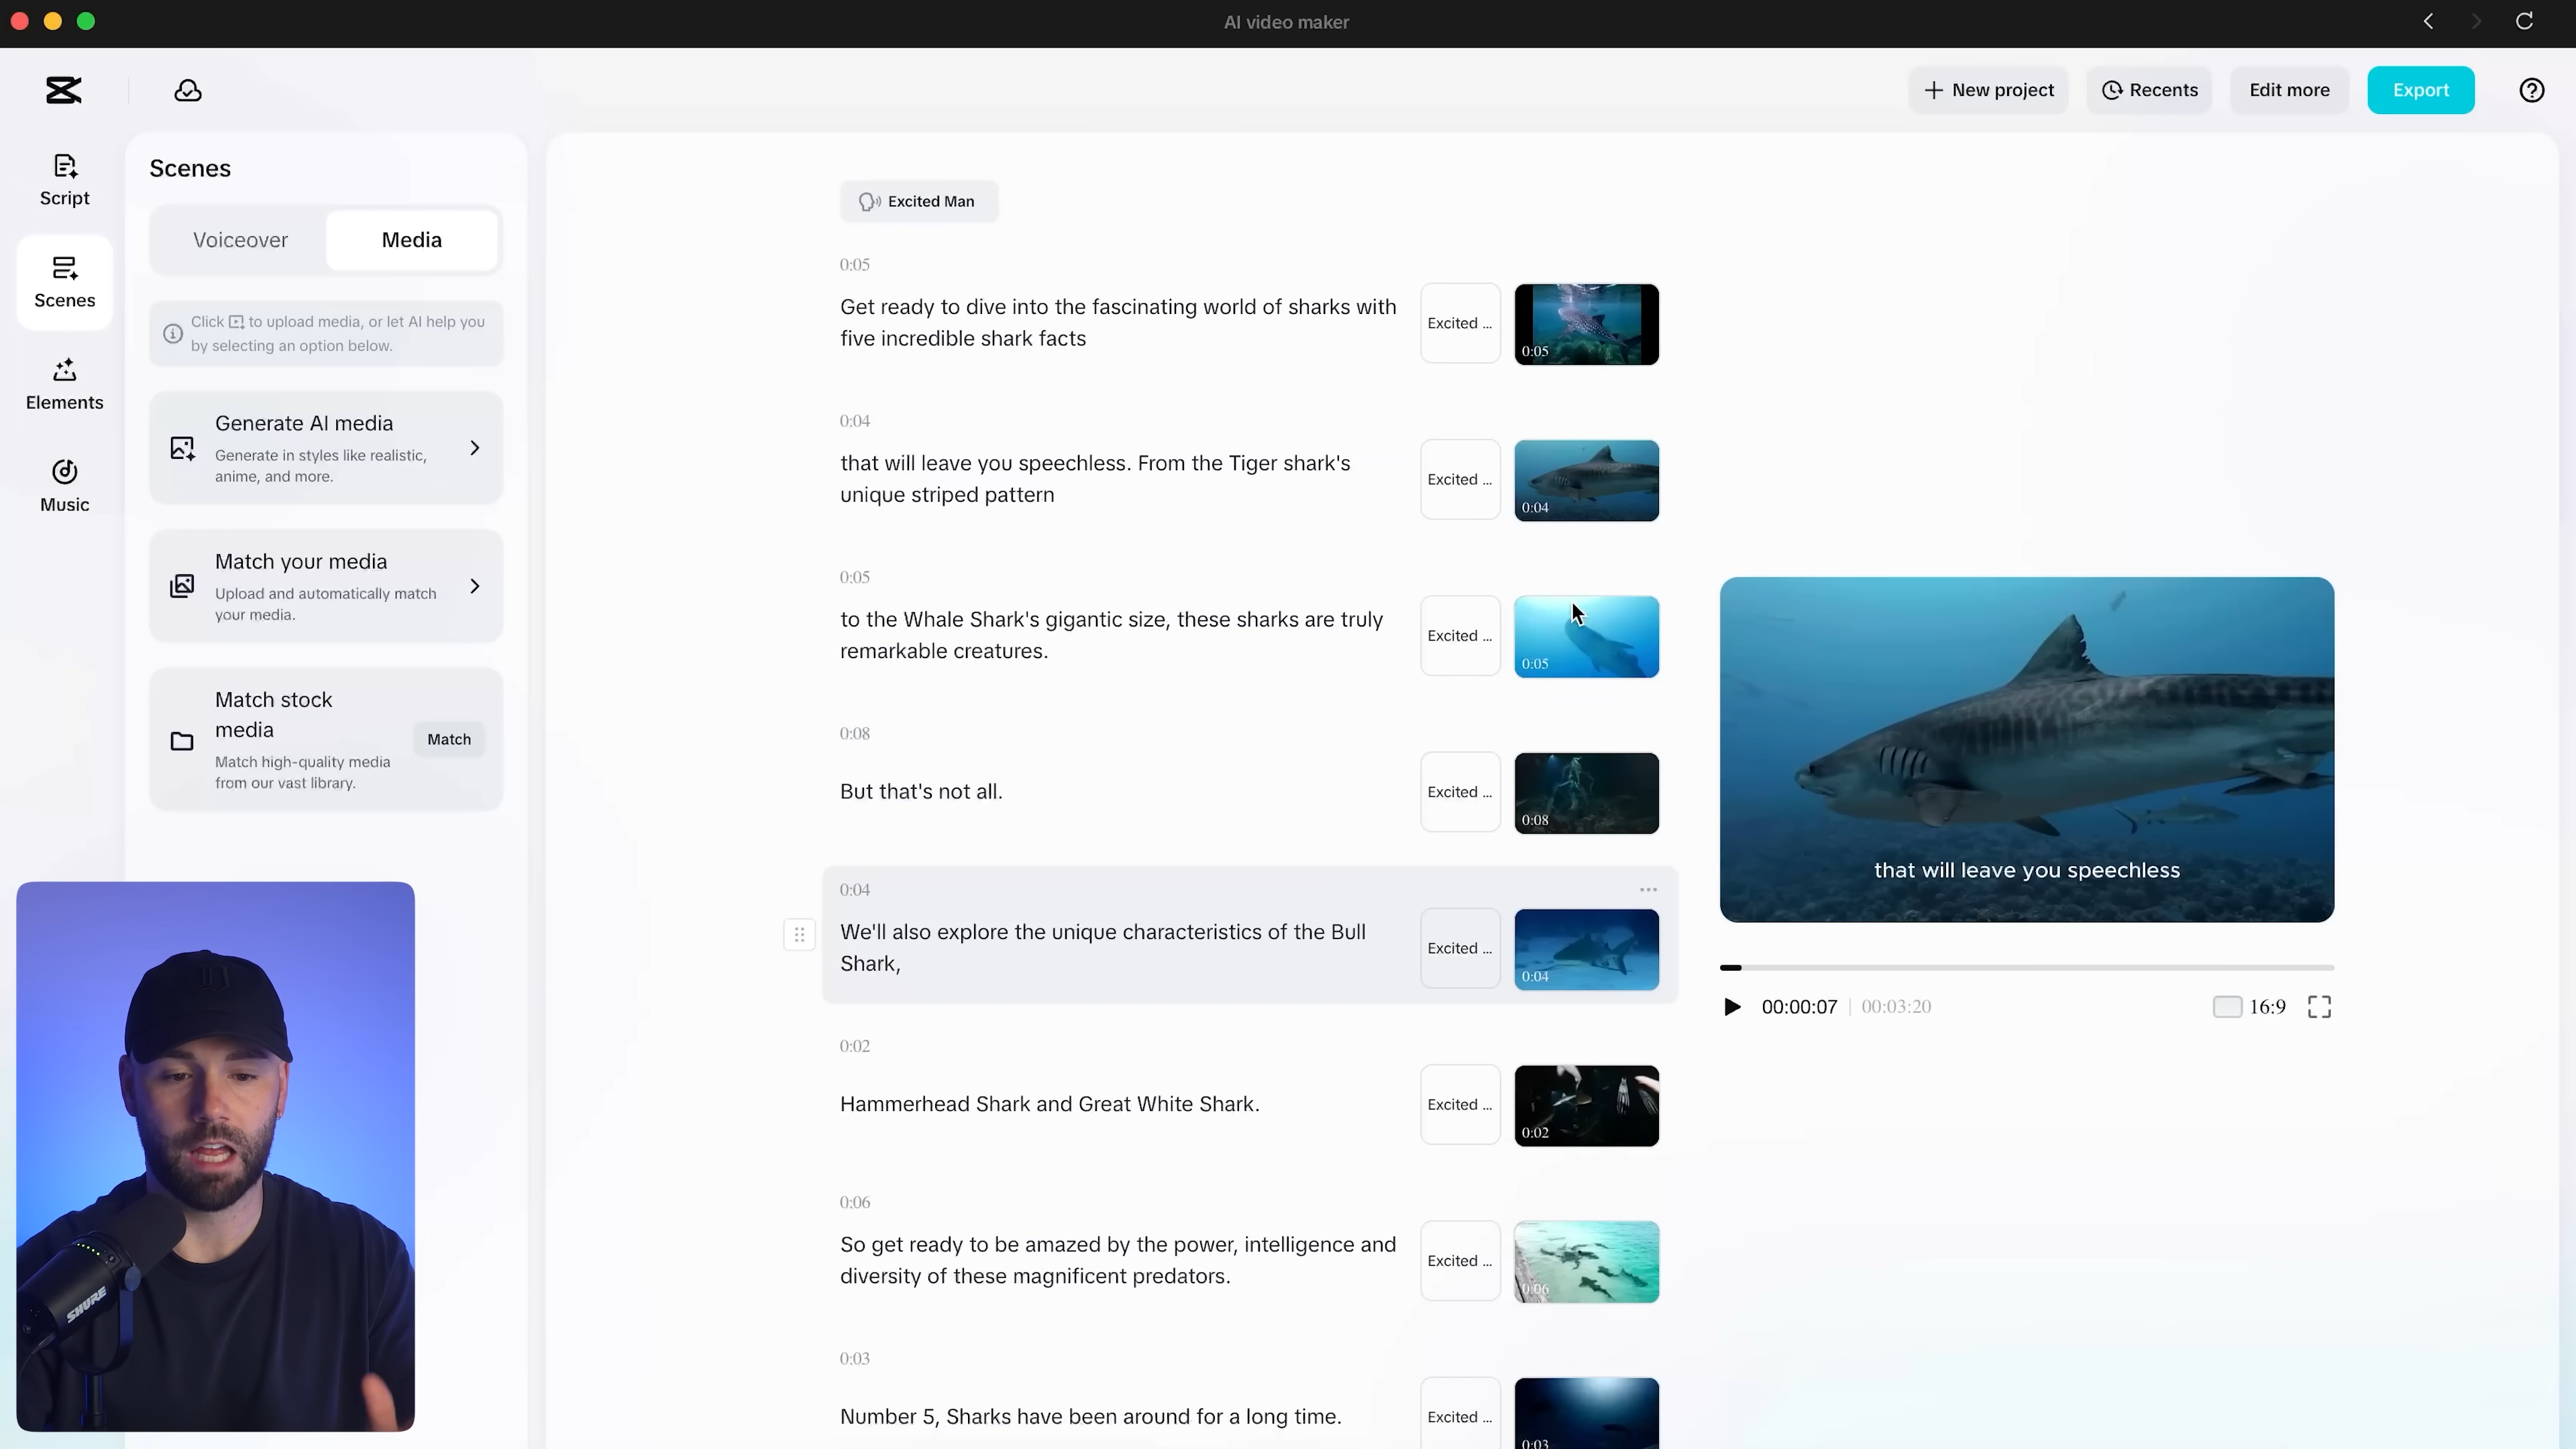 AI video maker
New project
Recents
Edit more
Export
Script
Scenes
Elements
Music
Scenes
Voiceover
Media
Click to upload media, or let AI help you
by selecting an option below.
Generate AI media
Generate in styles like realistic,
anime, and more.
Match your media
Upload and automatically match
your media.
Match stock
media
Match high-quality media
from our vast library.
Match
Excited Man
0:05
Get ready to dive into the fascinating world of sharks with
five incredible shark facts
Excited ...
0:05
0:04
that will leave you speechless. From the Tiger shark's
unique striped pattern
Excited ...
0:04
0:05
to the Whale Shark's gigantic size, these sharks are truly
remarkable creatures.
Excited ...
0:05
0:08
But that's not all.
Excited ...
0:08
0:04
We'll also explore the unique characteristics of the Bull
Shark,
Excited ...
0:04
0:02
Hammerhead Shark and Great White Shark.
Excited ...
0:02
0:06
So get ready to be amazed by the power, intelligence and
diversity of these magnificent predators.
Excited ...
0:06
0:03
Number 5, Sharks have been around for a long time.
Excited ...
0:03
that will leave you speechless
00:00:07
00:03:20
16:9
SHURE